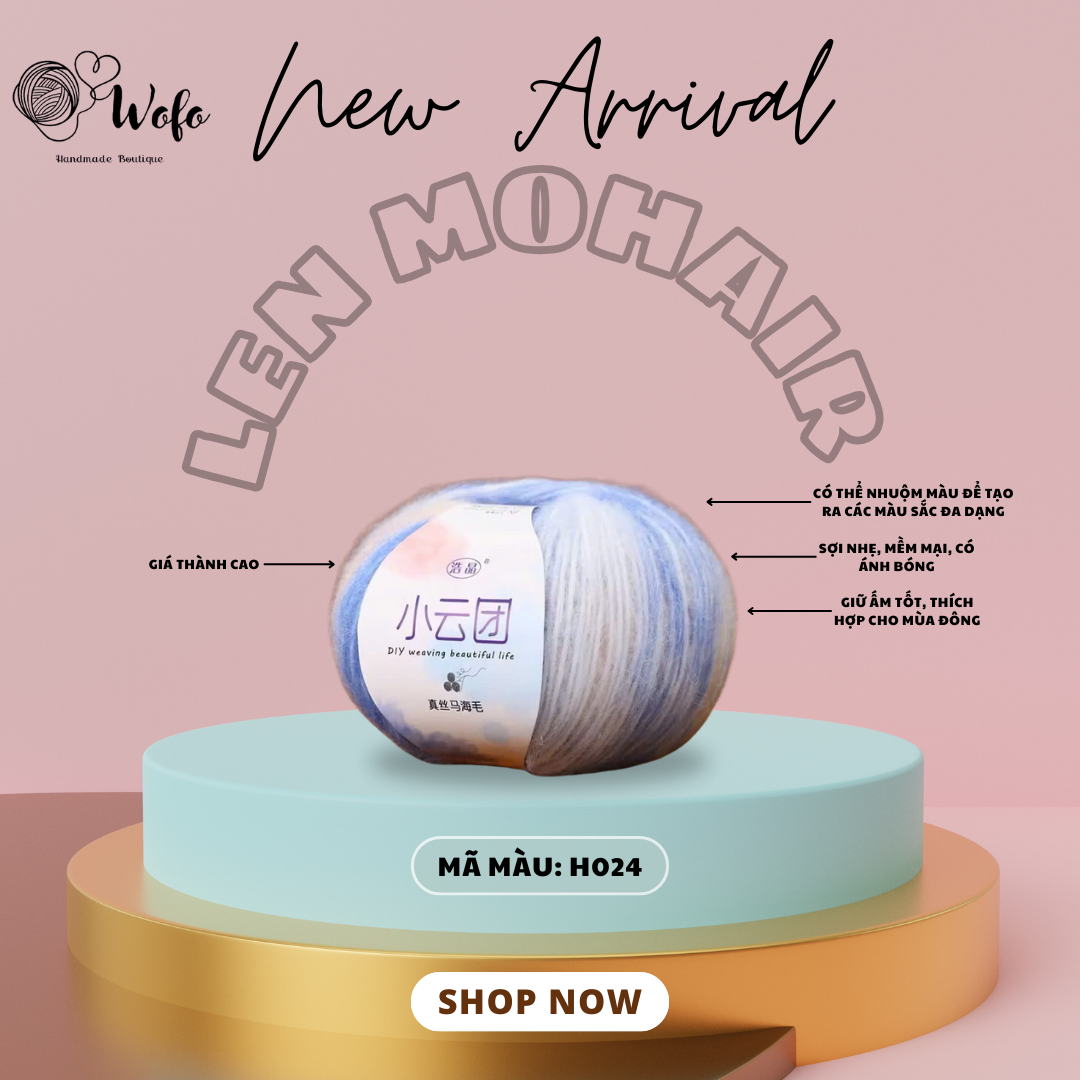 Wofo
Handmade Boutique
New Arrival
LEN MOHAIR
CÓ THỂ NHUỘM MÀU ĐỂ TẠO
RA CÁC MÀU SẮC ĐA DẠNG
SỢI NHẸ, MỀM MẠI, CÓ
ÁNH BÓNG
GIÁ THÀNH CAO
GIỮ ẤM TỐT, THÍCH
HỢP CHO MÙA ĐÔNG
浩晶®
小云团
DIY weaving beautiful life
真丝马海毛
MÃ MÀU: H024
SHOP NOW